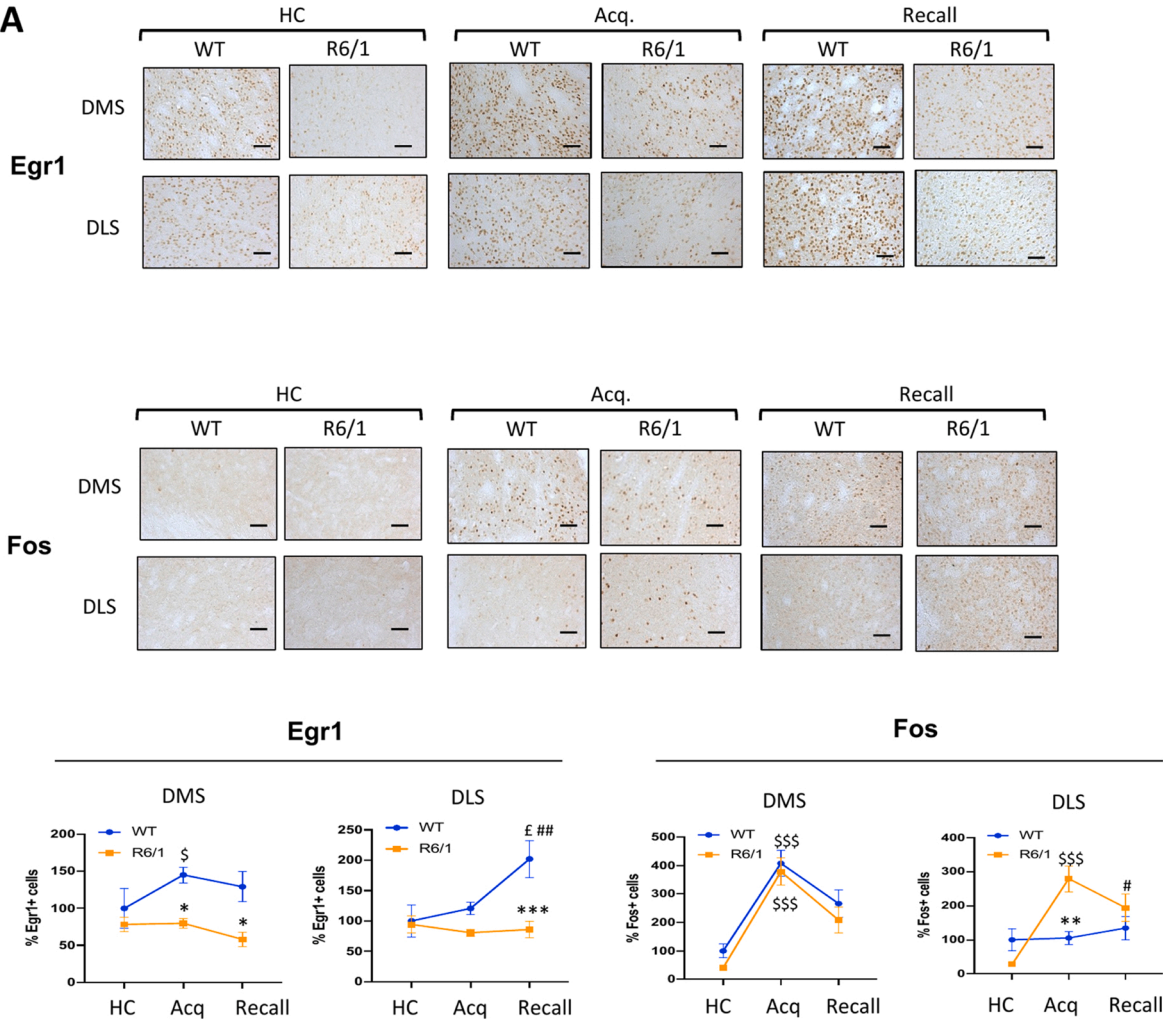 A
HC Acq. Recall
WT R6/1 WT R6/1 WT R6/1
DMS
Egr1
DLS
HC Acq. Recall
WT R6/1 WT R6/1 WT R6/1
DMS
Fos
DLS
Egr1 Fos
DMS DLS DMS DLS
% Egr1+ cells
200
150
100
50
0
WT
R6/1
$
*
*
HC Acq Recall
% Egr1+ cells
250
200
150
100
50
0
WT
R6/1
£ ##
***
HC Acq Recall
% Fos+ cells
500
400
300
200
100
0
WT
R6/1
$$$
$$$
HC Acq Recall
% Fos+ cells
400
300
200
100
0
WT
R6/1
$$$
**
#
HC Acq Recall